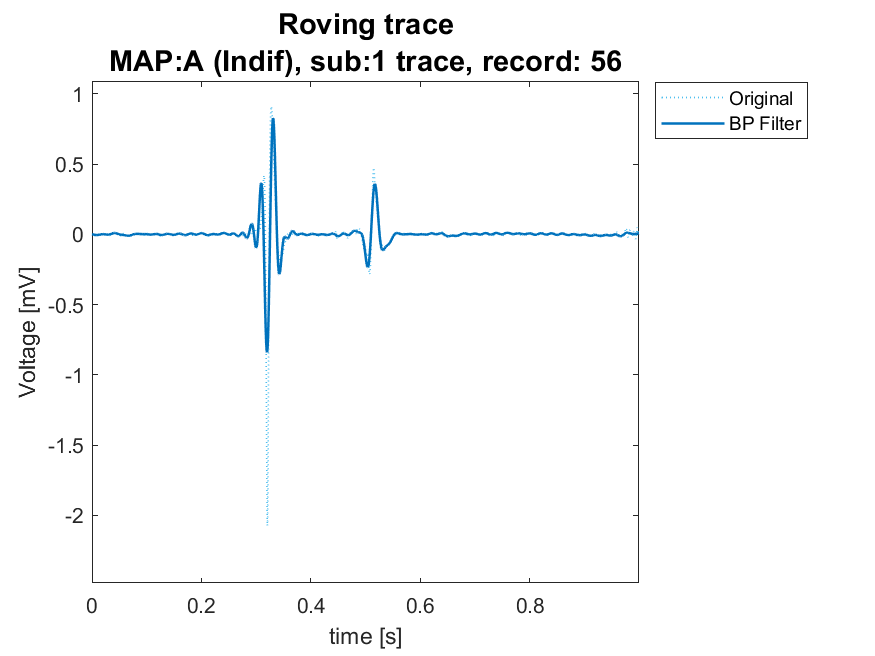 Roving trace
MAP:A (Indif), sub:1 trace, record: 56
Original
BP Filter
1
0.5
0
-0.5
-1
-1.5
-2
Voltage [mV]
0 0.2 0.4 0.6 0.8
time [s]